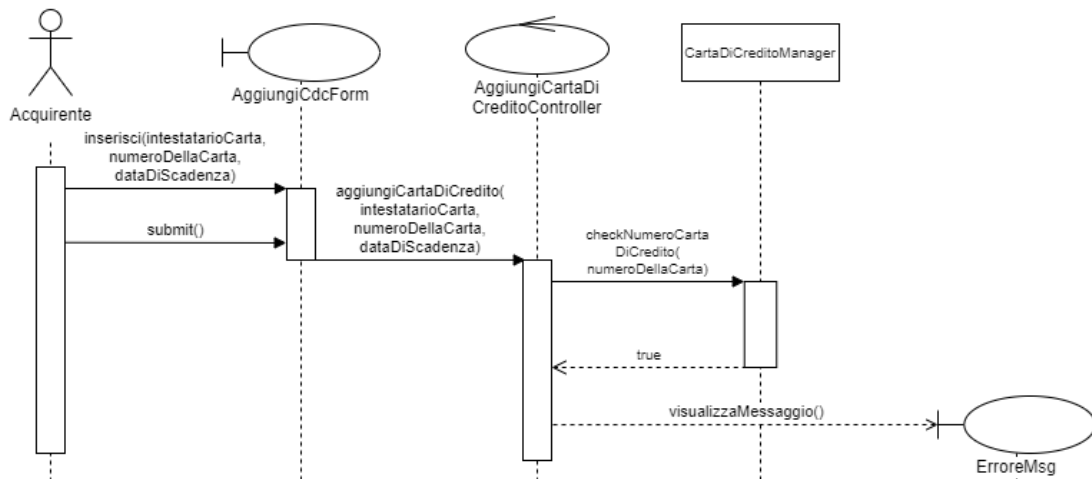 Acquirente
AggiungiCdcForm
AggiungiCartaDi
CreditoController
CartaDiCreditoManager
inserisci(intestatarioCarta,
numeroDellaCarta,
dataDiScadenza)
submit()
aggiungiCartaDiCredito(
intestatarioCarta,
numeroDellaCarta,
dataDiScadenza)
checkNumeroCarta
DiCredito(
numeroDellaCarta)
true
visualizzaMessaggio()
ErroreMsg